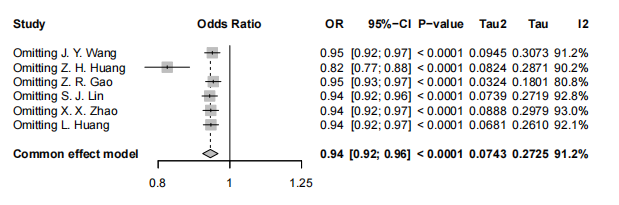 Study Odds Ratio OR 95%-CI P-value Tau2 Tau I2
Omitting J. Y. Wang 0.95 [0.92; 0.97] < 0.0001 0.0945 0.3073 91.2%
Omitting Z. H. Huang 0.82 [0.77; 0.88] < 0.0001 0.0824 0.2871 90.2%
Omitting Z. R. Gao 0.95 [0.93; 0.97] < 0.0001 0.0324 0.1801 92.8%
Omitting S. J. Lin 0.94 [0.92; 0.96] < 0.0001 0.0739 0.2719 92.8%
Omitting X. X. Zhao 0.94 [0.92; 0.97] < 0.0001 0.0888 0.2979 93.0%
Omitting L. Huang 0.94 [0.92; 0.97] < 0.0001 0.0681 0.2610 92.1%
Common effect model 0.94 [0.92; 0.96] < 0.0001 0.0743 0.2725 91.2%
0.8 1 1.25